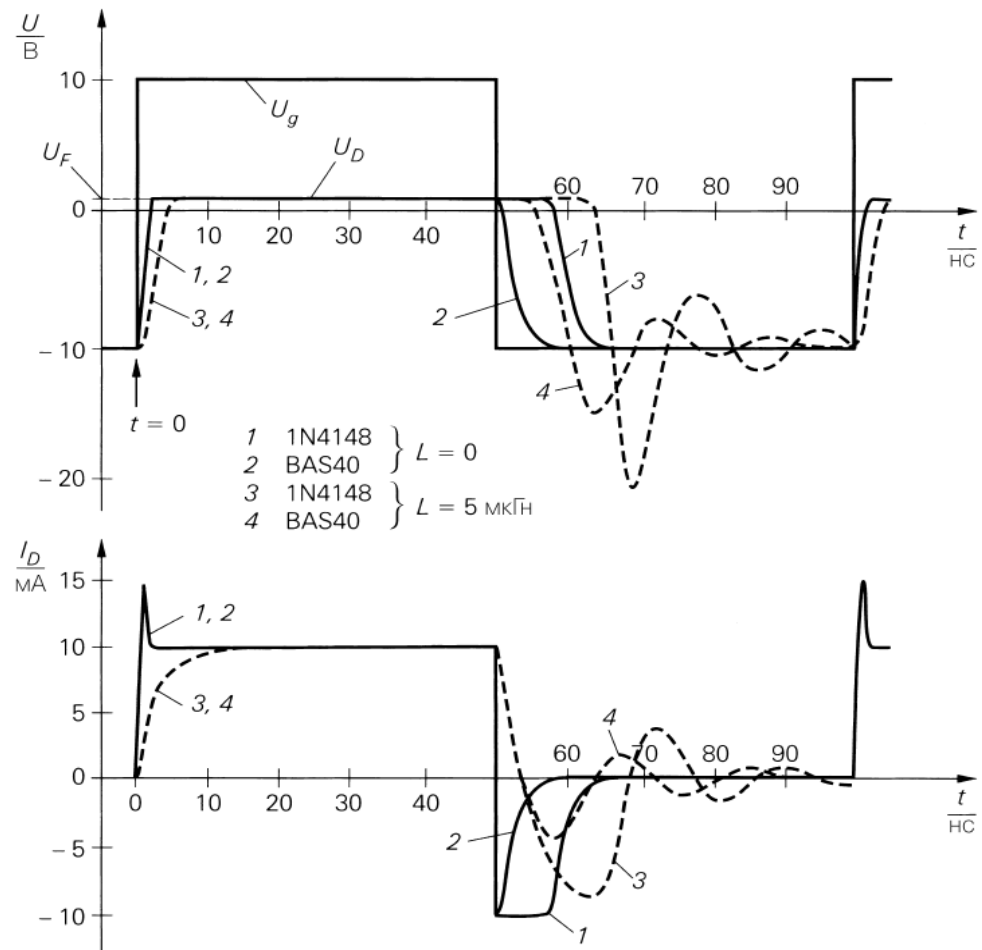 U
В
10
U_g
U_F
U_D
0
10 20 30 40
60 70 80 90
t
нс
1, 2
3, 4
2
1
3
4
– 10
t = 0
– 20
1 1N4148
2 BAS40
} L = 0
3 1N4148
4 BAS40
} L = 5 мкГн
I_D
мА
15
1, 2
10
3, 4
5
4
60 70 80 90
0
0 10 20 30 40
t
нс
2
– 5
3
– 10
1